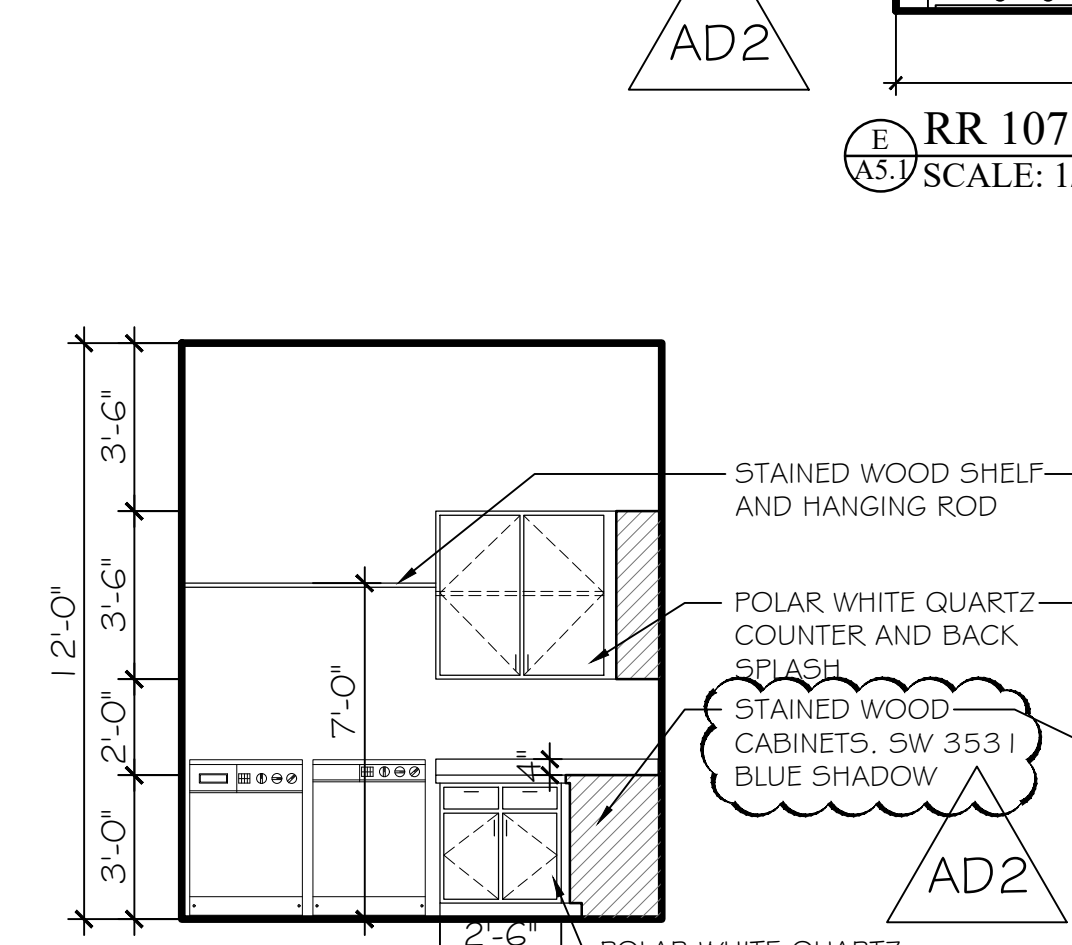 AD2
E
A5.1
RR 107
SCALE: 1
12'-0"
3'-6"
3'-6"
2'-0"
3'-0"
7'-0"
4"
2'-6"
STAINED WOOD SHELF
AND HANGING ROD
POLAR WHITE QUARTZ
COUNTER AND BACK
SPLASH
STAINED WOOD
CABINETS. SW 3531
BLUE SHADOW
AD2
POLAR WHITE QUARTZ